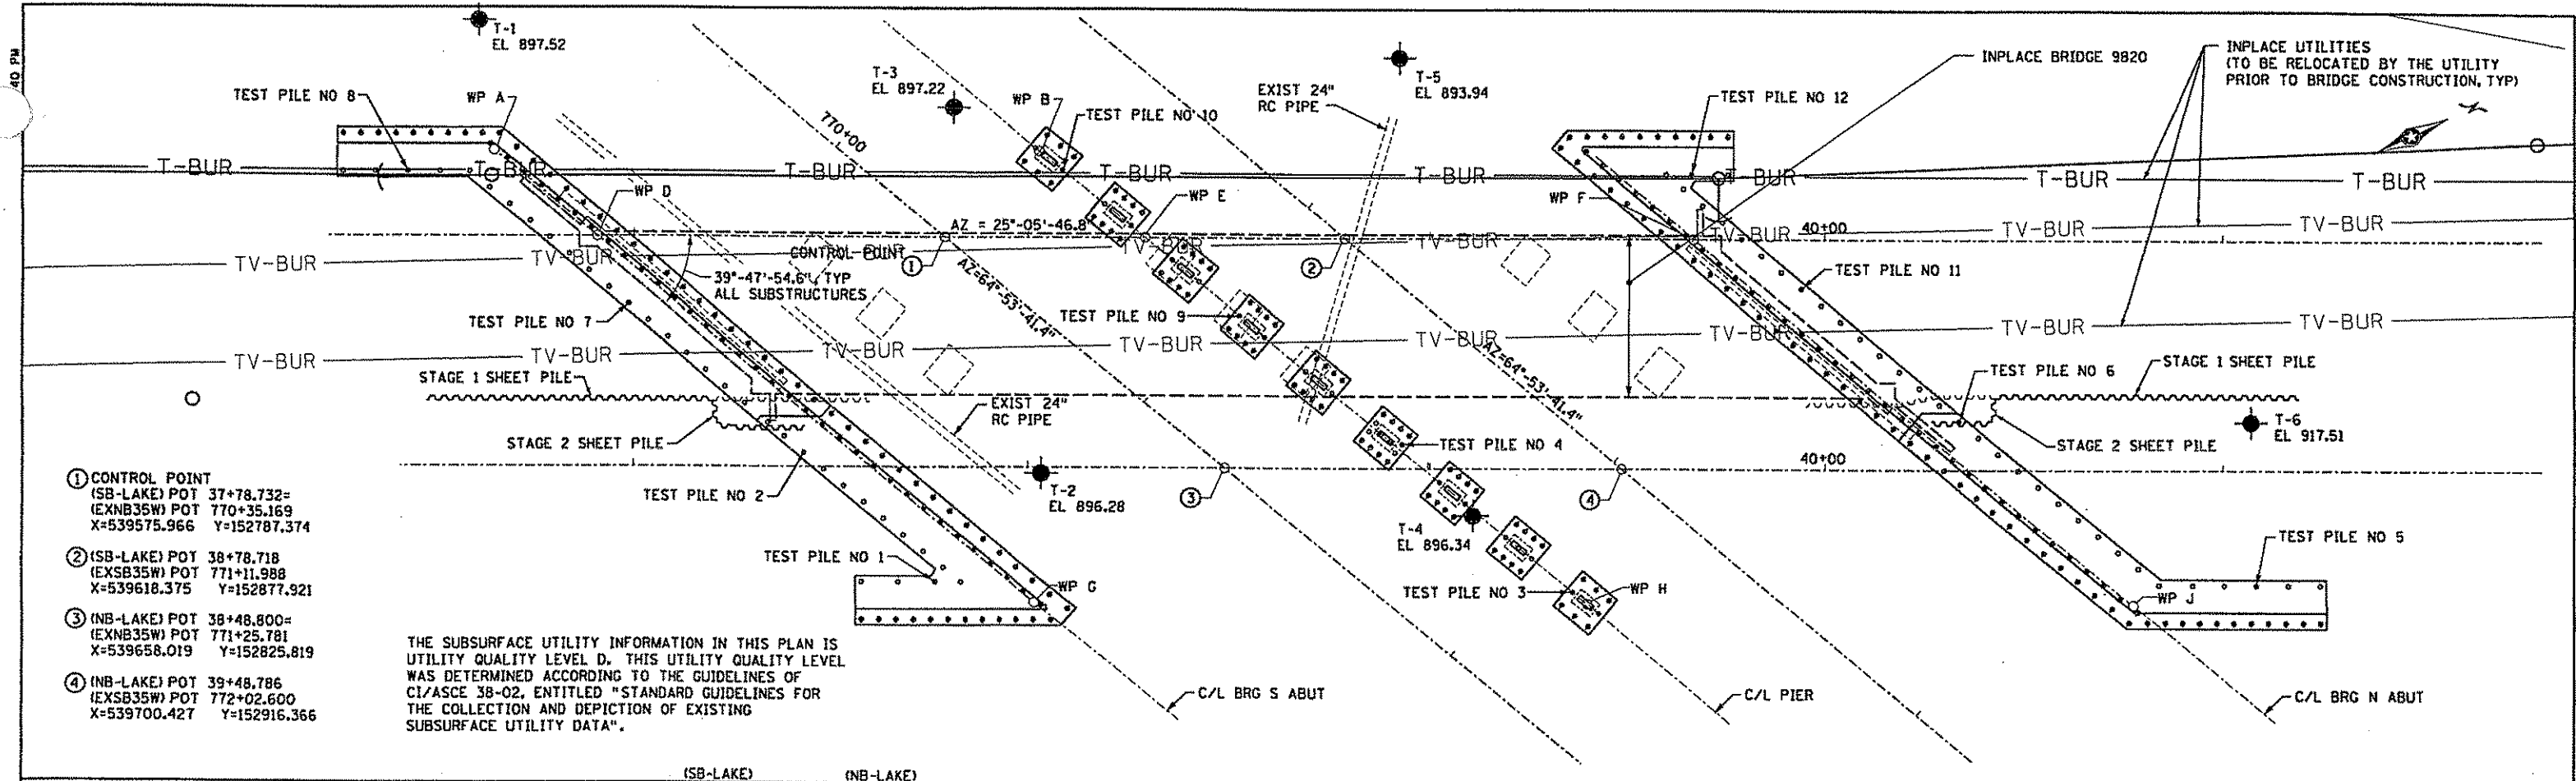 40 PM
T-1
EL 897.52
T-3
EL 897.22
T-5
EL 893.94
INPLACE BRIDGE 9820
INPLACE UTILITIES
(TO BE RELOCATED BY THE UTILITY
PRIOR TO BRIDGE CONSTRUCTION, TYP)
TEST PILE NO 8
WP A
WP B
TEST PILE NO 10
EXIST 24"
RC PIPE
TEST PILE NO 12
770+00
T-BUR T-BUR T-BUR T-BUR T-BUR T-BUR T-BUR T-BUR
WP D
WP E
WP F
AZ = 25°-05'-46.8"
40+00
TV-BUR TV-BUR TV-BUR TV-BUR TV-BUR TV-BUR TV-BUR
CONTROL POINT
1
2
39°-47'-54.6", TYP
ALL SUBSTRUCTURES
AZ=64°-53'-41.4"
TEST PILE NO 11
TEST PILE NO 7
TEST PILE NO 9
TV-BUR TV-BUR TV-BUR TV-BUR TV-BUR TV-BUR TV-BUR TV-BUR
AZ=64°-53'-41.4"
STAGE 1 SHEET PILE
TEST PILE NO 6
STAGE 1 SHEET PILE
EXIST 24"
RC PIPE
STAGE 2 SHEET PILE
TEST PILE NO 4
T-6
EL 917.51
STAGE 2 SHEET PILE
40+00
TEST PILE NO 2
T-2
EL 896.28
3
4
T-4
EL 896.34
TEST PILE NO 1
WP G
TEST PILE NO 3
WP H
TEST PILE NO 5
WP J
1 CONTROL POINT
(SB-LAKE) POT 37+78.732=
(EXNB35W) POT 770+35.169
X=539575.966 Y=152787.374
2 (SB-LAKE) POT 38+78.718
(EXSB35W) POT 771+11.988
X=539618.375 Y=152877.921
3 (NB-LAKE) POT 38+48.800=
(EXNB35W) POT 771+25.781
X=539658.019 Y=152825.819
4 (NB-LAKE) POT 39+48.786
(EXSB35W) POT 772+02.600
X=539700.427 Y=152916.366
THE SUBSURFACE UTILITY INFORMATION IN THIS PLAN IS
UTILITY QUALITY LEVEL D. THIS UTILITY QUALITY LEVEL
WAS DETERMINED ACCORDING TO THE GUIDELINES OF
CI/ASCE 38-02, ENTITLED "STANDARD GUIDELINES FOR
THE COLLECTION AND DEPICTION OF EXISTING
SUBSURFACE UTILITY DATA".
C/L BRG S ABUT
C/L PIER
C/L BRG N ABUT
(SB-LAKE) (NB-LAKE)